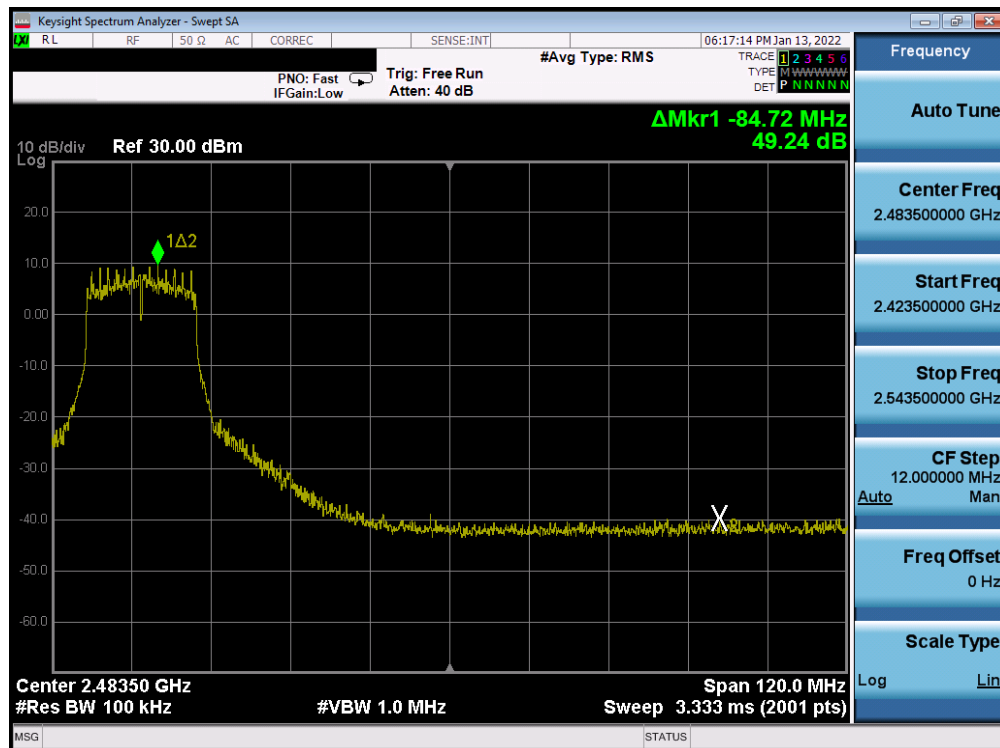 Keysight Spectrum Analyzer - Swept SA
LXI RL RF 50 Ω AC CORREC SENSE:INT 06:17:14 PM Jan 13, 2022
Frequency
#Avg Type: RMS
TRACE 1 2 3 4 5 6
PNO: Fast Trig: Free Run
TYPE M W W W W W
IFGain:Low Atten: 40 dB
DET P N N N N N
ΔMkr1 -84.72 MHz
49.24 dB
10 dB/div Ref 30.00 dBm
Log
20.0
10.0
0.00
-10.0
-20.0
-30.0
-40.0
-50.0
-60.0
1Δ2
X
Center 2.48350 GHz Span 120.0 MHz
#Res BW 100 kHz #VBW 1.0 MHz Sweep 3.333 ms (2001 pts)
MSG STATUS
Auto Tune
Center Freq
2.483500000 GHz
Start Freq
2.423500000 GHz
Stop Freq
2.543500000 GHz
CF Step
12.000000 MHz
Auto Man
Freq Offset
0 Hz
Scale Type
Log Lin